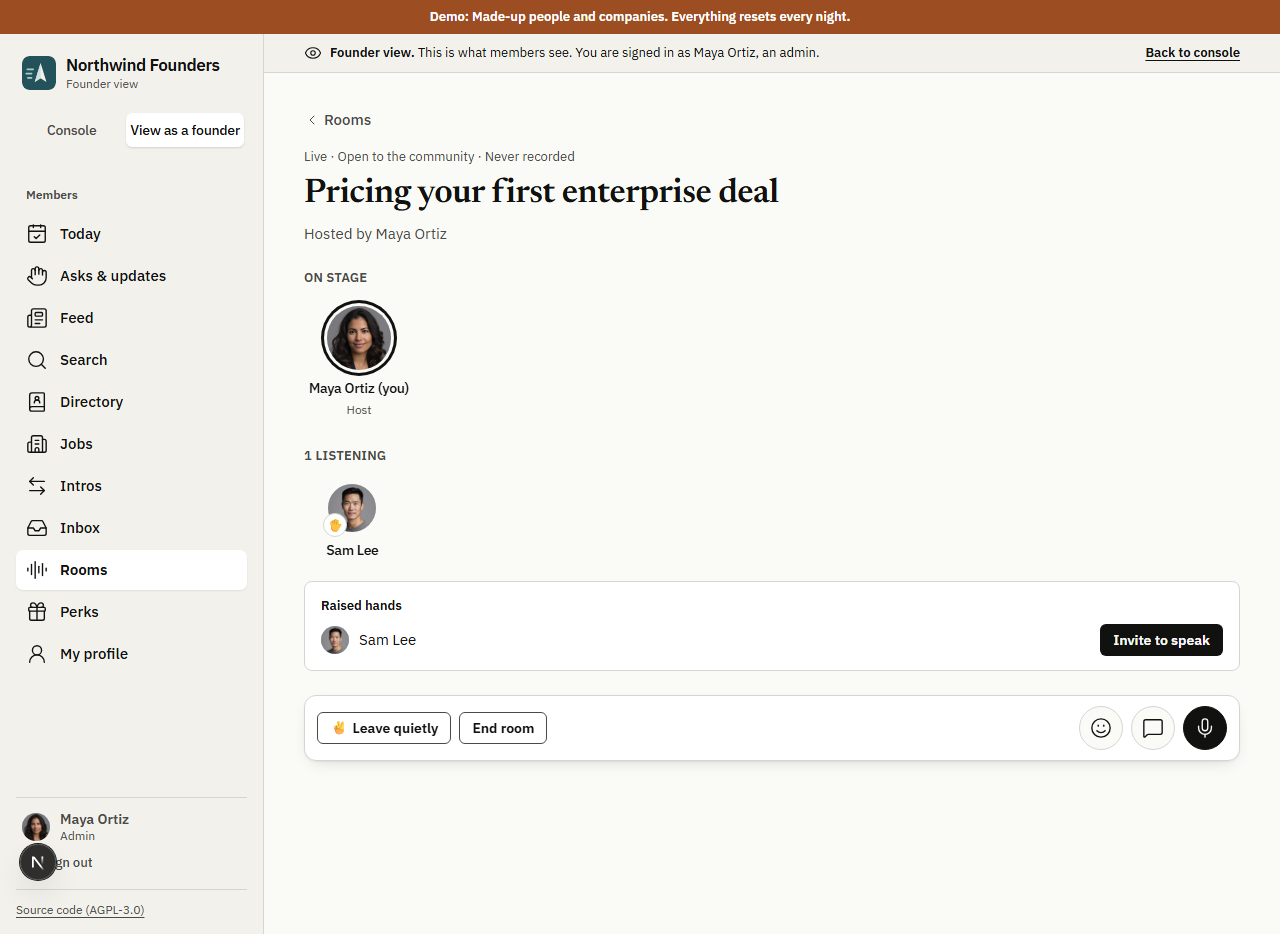 Demo: Made-up people and companies. Everything resets every night.
Northwind Founders
Founder view
Console
View as a founder
Members
Today
Asks & updates
Feed
Search
Directory
Jobs
Intros
Inbox
Rooms
Perks
My profile
Maya Ortiz
Admin
N
gn out
Source code (AGPL-3.0)
Founder view. This is what members see. You are signed in as Maya Ortiz, an admin.
Back to console
Rooms
Live · Open to the community · Never recorded
Pricing your first enterprise deal
Hosted by Maya Ortiz
ON STAGE
Maya Ortiz (you)
Host
1 LISTENING
Sam Lee
Raised hands
Sam Lee
Invite to speak
Leave quietly
End room